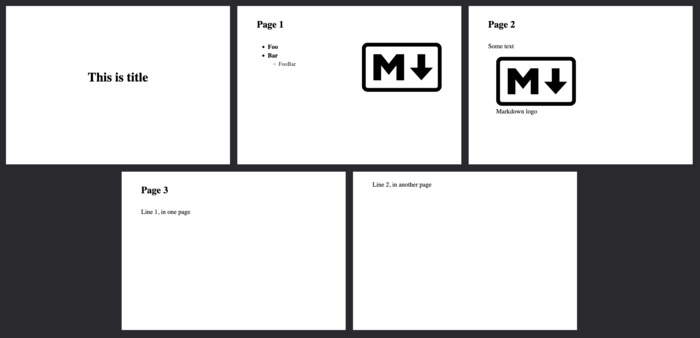 This is title
Page 1
Foo
Bar
FooBar
M
Page 2
Some text
M
Markdown logo
Page 3
Line 1, in one page
Line 2, in another page